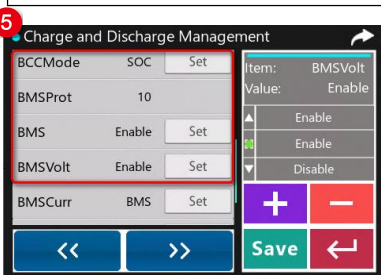 5
Charge and Discharge Management
BCCMode SOC Set
BMSProt 10
BMS Enable Set
BMSVolt Enable Set
BMSCurr BMS Set
<< >>
Item: BMSVolt
Value: Enable
Enable
Enable
Disable
+ −
Save